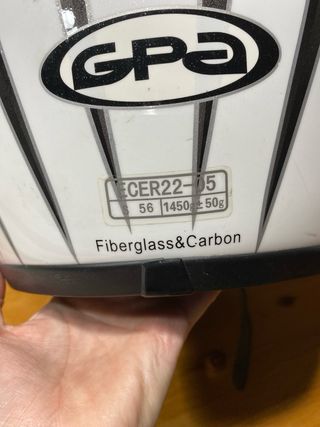 GPa
ECER22-05
S 56 1450g±50g
Fiberglass&Carbon